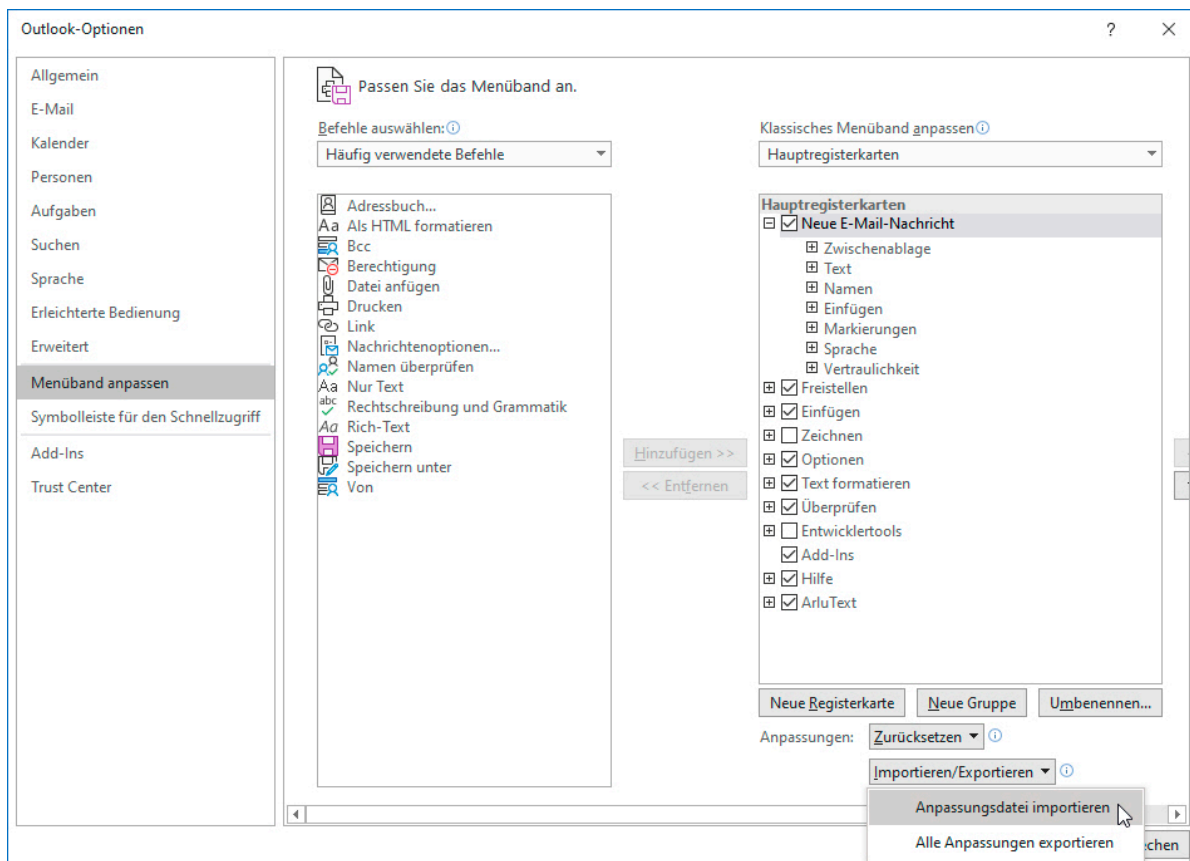 Outlook-Optionen
?
Allgemein
E-Mail
Kalender
Personen
Aufgaben
Suchen
Sprache
Erleichterte Bedienung
Erweitert
Menüband anpassen
Symbolleiste für den Schnellzugriff
Add-Ins
Trust Center
Passen Sie das Menüband an.
Befehle auswählen:
Häufig verwendete Befehle
Adressbuch...
Aa Als HTML formatieren
Bcc
Berechtigung
Datei anfügen
Drucken
Link
Nachrichtenoptionen...
Namen überprüfen
Aa Nur Text
abc Rechtschreibung und Grammatik
Aa Rich-Text
Speichern
Speichern unter
Von
Hinzufügen >>
<< Entfernen
Klassisches Menüband anpassen
Hauptregisterkarten
Hauptregisterkarten
Neue E-Mail-Nachricht
Zwischenablage
Text
Namen
Einfügen
Markierungen
Sprache
Vertraulichkeit
Freistellen
Einfügen
Zeichnen
Optionen
Text formatieren
Überprüfen
Entwicklertools
Add-Ins
Hilfe
ArluText
Neue Registerkarte Neue Gruppe Umbenennen...
Anpassungen: Zurücksetzen
Importieren/Exportieren
Anpassungsdatei importieren
Alle Anpassungen exportieren